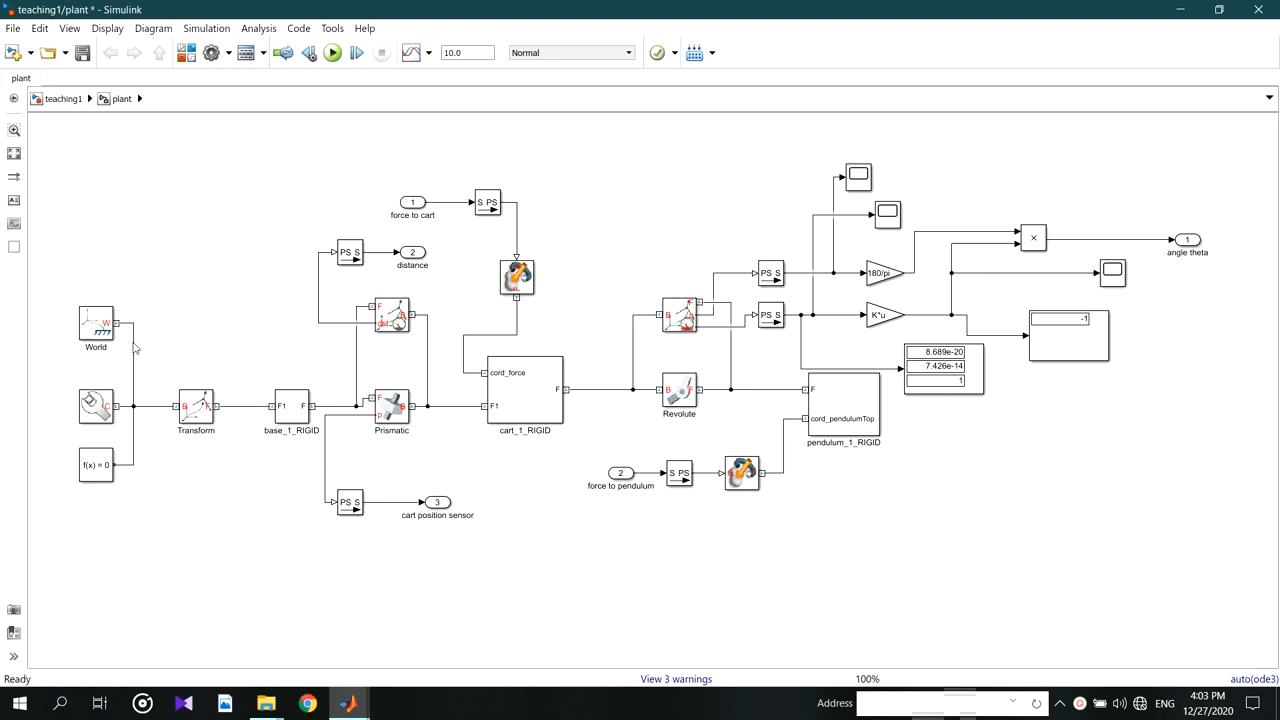 teaching1/plant * - Simulink
File Edit View Display Diagram Simulation Analysis Code Tools Help
10.0
Normal
plant
teaching1 plant
1
force to cart
S PS
PS S
2
distance
W
World
F
B
dst
C
B F
Transform
F1 F
base_1_RIGID
F
B
p
Prismatic
cord_force
F
F1
cart_1_RIGID
f(x) = 0
PS S
3
cart position sensor
B
F
B F
Revolute
PS S
180/pi
PS S
K*u
×
1
angle theta
-1
8.689e-20
7.426e-14
1
F
cord_pendulumTop
pendulum_1_RIGID
2
force to pendulum
S PS
Ready
View 3 warnings
100%
auto(ode3)
Address
ENG
4:03 PM
12/27/2020